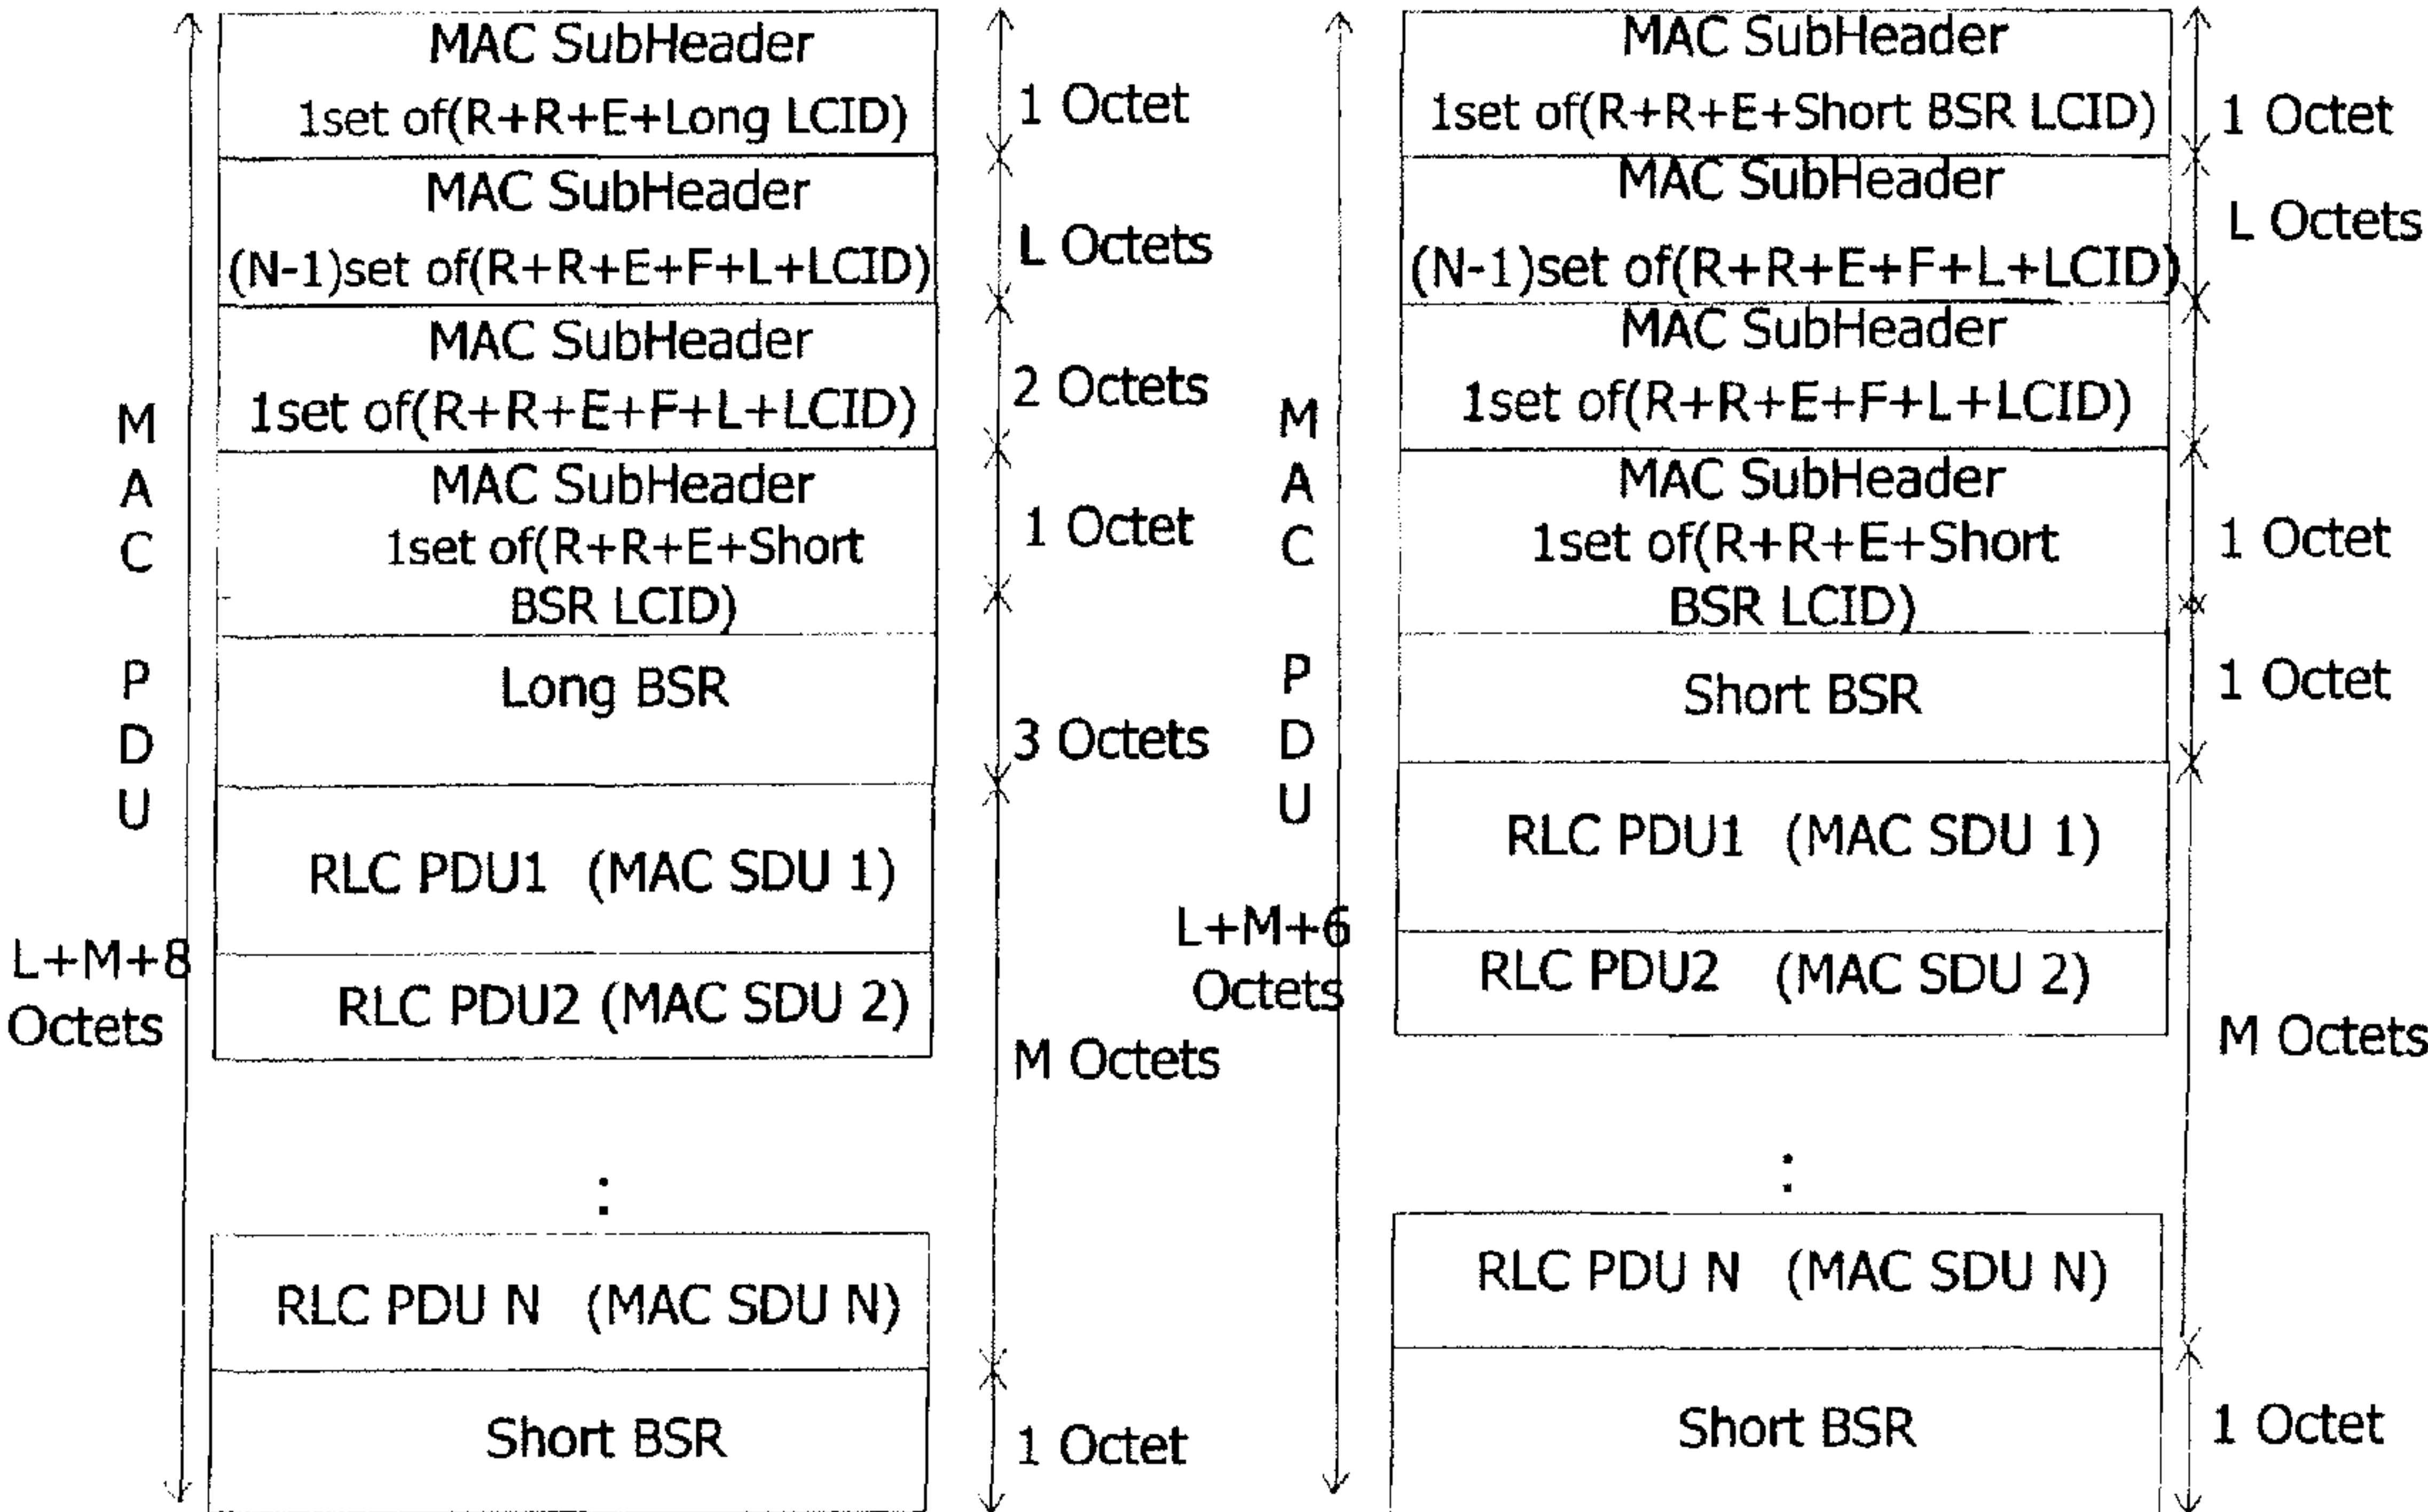 MAC SubHeader
1set of(R+R+E+Long LCID)
MAC SubHeader
(N-1)set of(R+R+E+F+L+LCID)
MAC SubHeader
1set of(R+R+E+F+L+LCID)
MAC SubHeader
1set of(R+R+E+Short
BSR LCID)
Long BSR
RLC PDU1 (MAC SDU 1)
RLC PDU2 (MAC SDU 2)
:
RLC PDU N (MAC SDU N)
Short BSR
M
A
C
P
D
U
L+M+8
Octets
1 Octet
L Octets
2 Octets
1 Octet
3 Octets
M Octets
1 Octet
MAC SubHeader
1set of(R+R+E+Short BSR LCID)
MAC SubHeader
(N-1)set of(R+R+E+F+L+LCID)
MAC SubHeader
1set of(R+R+E+F+L+LCID)
MAC SubHeader
1set of(R+R+E+Short
BSR LCID)
Short BSR
RLC PDU1 (MAC SDU 1)
RLC PDU2 (MAC SDU 2)
:
RLC PDU N (MAC SDU N)
Short BSR
M
A
C
P
D
U
L+M+6
Octets
1 Octet
L Octets
1 Octet
1 Octet
M Octets
1 Octet